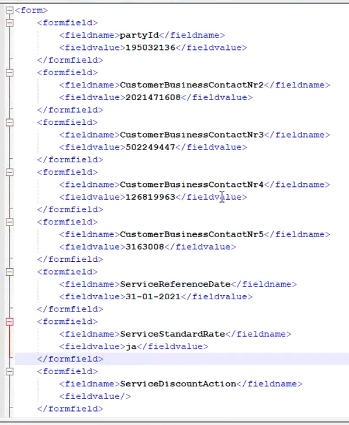 <form>
<formfield>
<fieldname>partyId</fieldname>
<fieldvalue>195032136</fieldvalue>
</formfield>
<formfield>
<fieldname>CustomerBusinessContactNr2</fieldname>
<fieldvalue>2021471608</fieldvalue>
</formfield>
<formfield>
<fieldname>CustomerBusinessContactNr3</fieldname>
<fieldvalue>502249447</fieldvalue>
</formfield>
<formfield>
<fieldname>CustomerBusinessContactNr4</fieldname>
<fieldvalue>126819963</fieldvalue>
</formfield>
<formfield>
<fieldname>CustomerBusinessContactNr5</fieldname>
<fieldvalue>3163008</fieldvalue>
</formfield>
<formfield>
<fieldname>ServiceReferenceDate</fieldname>
<fieldvalue>31-01-2021</fieldvalue>
</formfield>
<formfield>
<fieldname>ServiceStandardRate</fieldname>
<fieldvalue>ja</fieldvalue>
</formfield>
<formfield>
<fieldname>ServiceDiscountAction</fieldname>
<fieldvalue/>
</formfield>